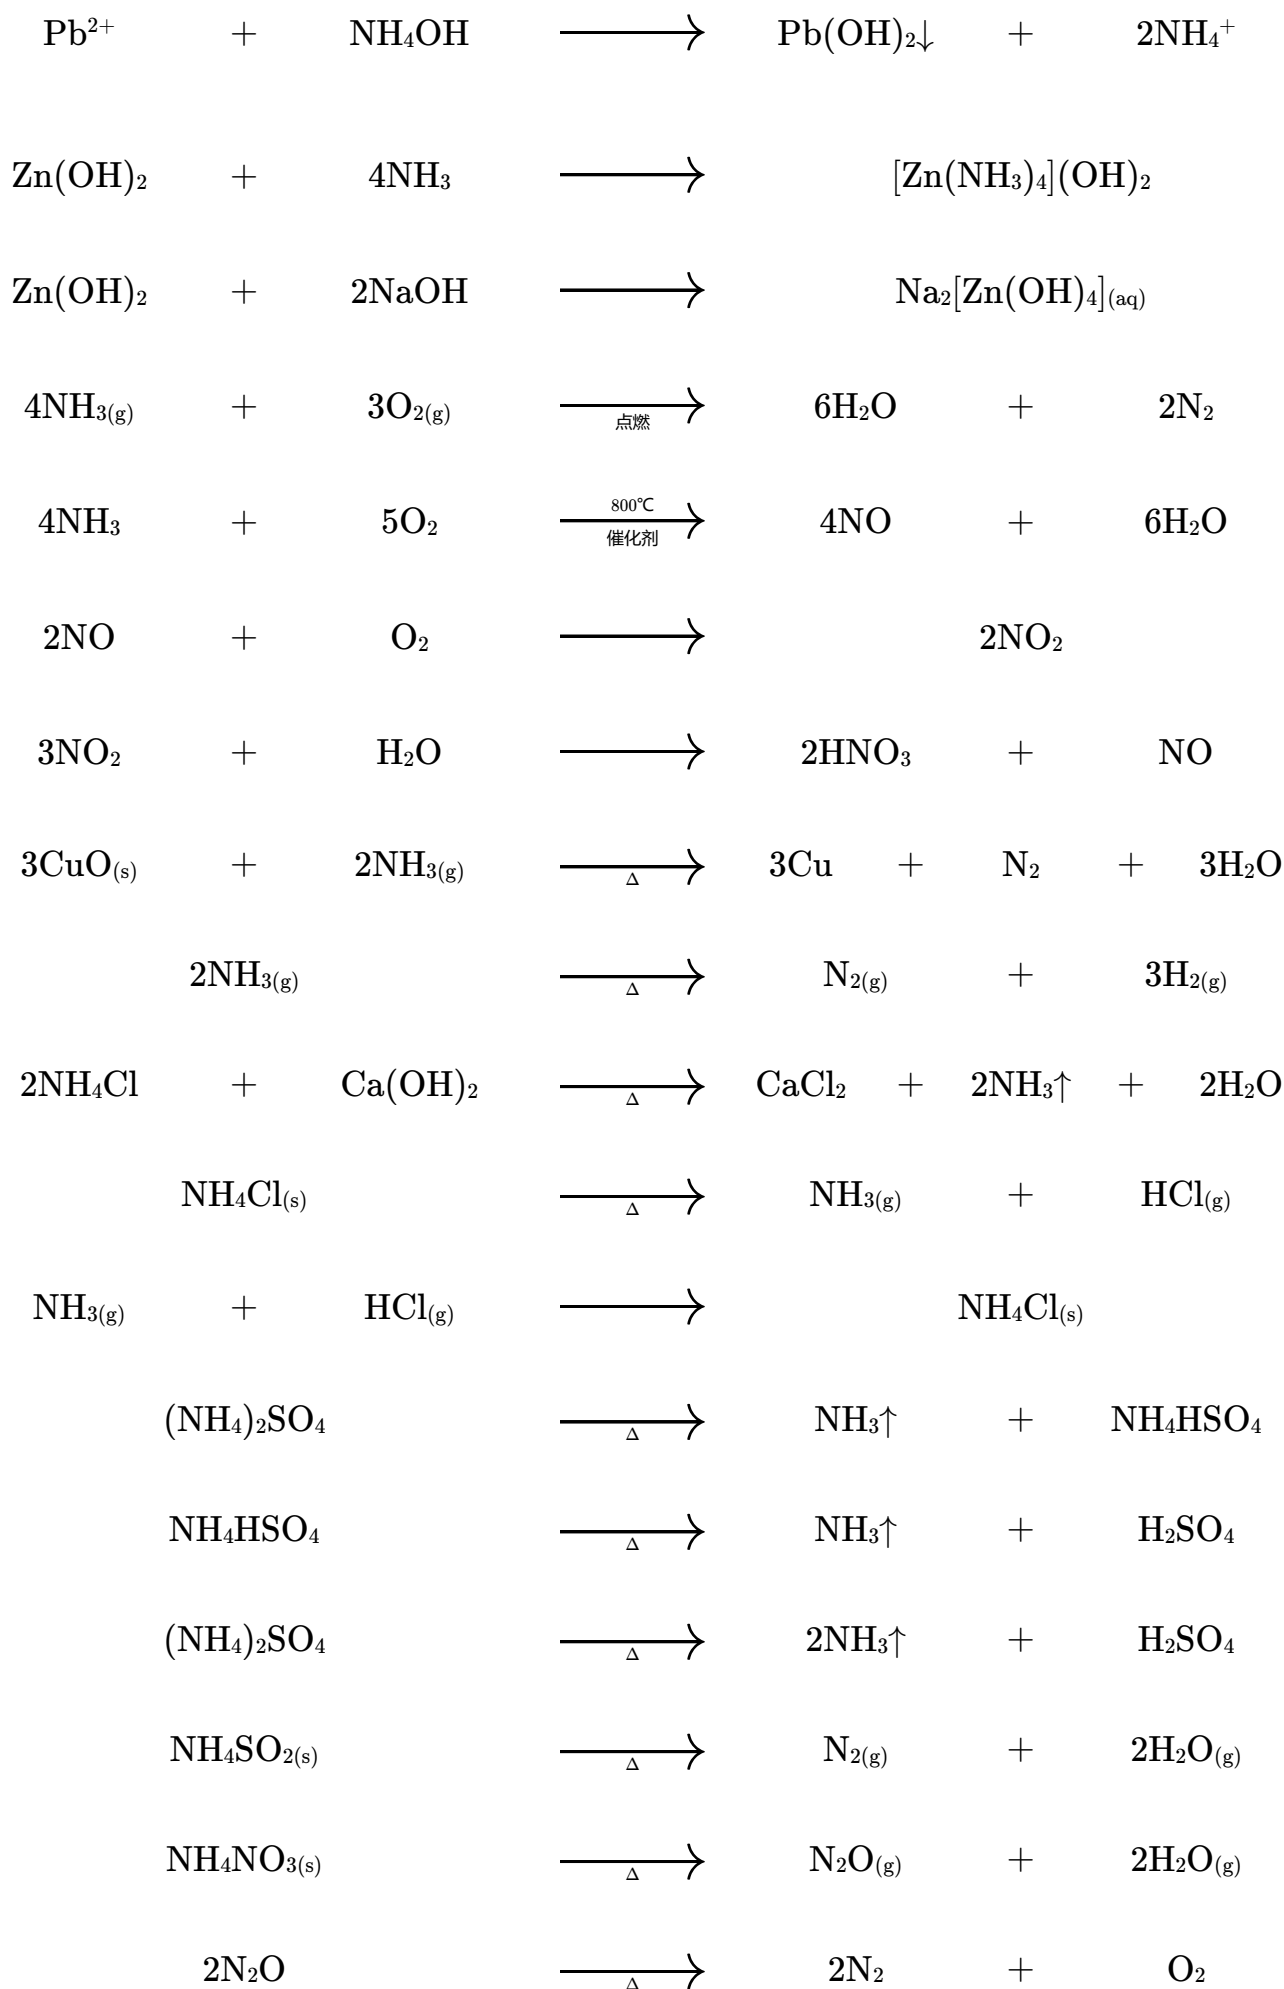 Pb²⁺ + NH₄OH ⟶ Pb(OH)₂↓ + 2NH₄⁺
Zn(OH)₂ + 4NH₃ ⟶ [Zn(NH₃)₄](OH)₂
Zn(OH)₂ + 2NaOH ⟶ Na₂[Zn(OH)₄](aq)
4NH₃(g) + 3O₂(g) ⟶ 6H₂O + 2N₂
点燃
800℃
4NH₃ + 5O₂ ⟶ 4NO + 6H₂O
催化剂
2NO + O₂ ⟶ 2NO₂
3NO₂ + H₂O ⟶ 2HNO₃ + NO
3CuO(s) + 2NH₃(g) ⟶ 3Cu + N₂ + 3H₂O
Δ
2NH₃(g) ⟶ N₂(g) + 3H₂(g)
Δ
2NH₄Cl + Ca(OH)₂ ⟶ CaCl₂ + 2NH₃↑ + 2H₂O
Δ
NH₄Cl(s) ⟶ NH₃(g) + HCl(g)
Δ
NH₃(g) + HCl(g) ⟶ NH₄Cl(s)
(NH₄)₂SO₄ ⟶ NH₃↑ + NH₄HSO₄
Δ
NH₄HSO₄ ⟶ NH₃↑ + H₂SO₄
Δ
(NH₄)₂SO₄ ⟶ 2NH₃↑ + H₂SO₄
Δ
NH₄SO₂(s) ⟶ N₂(g) + 2H₂O(g)
Δ
NH₄NO₃(s) ⟶ N₂O(g) + 2H₂O(g)
Δ
2N₂O ⟶ 2N₂ + O₂
Δ